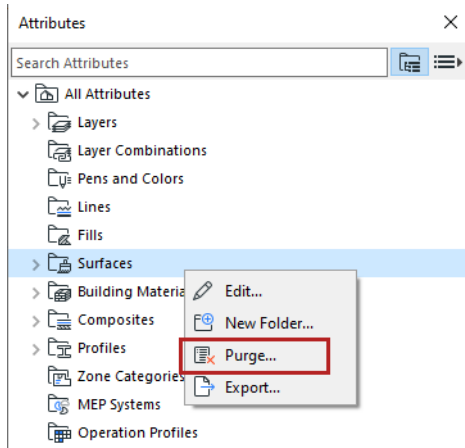 Attributes
Search Attributes
All Attributes
Layers
Layer Combinations
Pens and Colors
Lines
Fills
Surfaces
Building Materia
Composites
Profiles
Zone Categories
MEP Systems
Operation Profiles
Edit...
New Folder...
Purge...
Export...